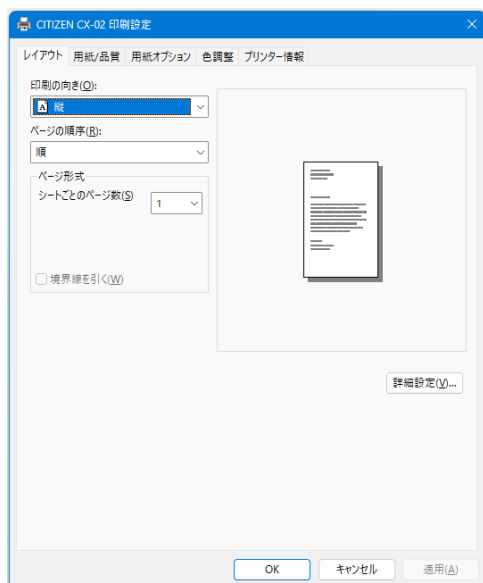 CITIZEN CX-02 印刷設定
レイアウト 用紙/品質 用紙オプション 色調整 プリンター情報
印刷の向き(O):
A 縦
ページの順序(R):
順
ページ形式
シートごとのページ数(S) 1
境界線を引く(W)
詳細設定(V)...
OK キャンセル 適用(A)